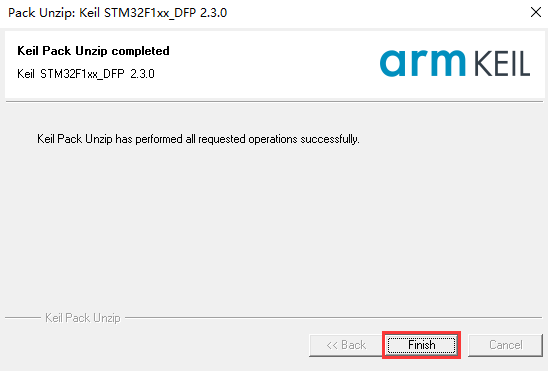 Pack Unzip: Keil STM32F1xx_DFP 2.3.0
Keil Pack Unzip completed
Keil STM32F1xx_DFP 2.3.0
arm KEIL
Keil Pack Unzip has performed all requested operations successfully.
Keil Pack Unzip
<< Back
Finish
Cancel